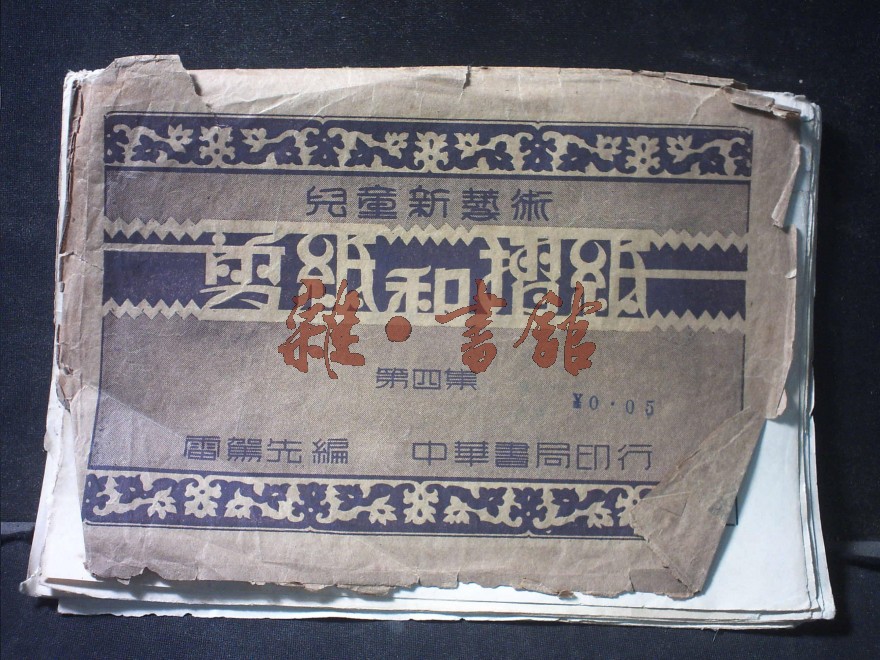 兒童新藝術
剪紙和摺紙
雜·書館
第四集
¥0·05
雷駕先編 中華書局印行